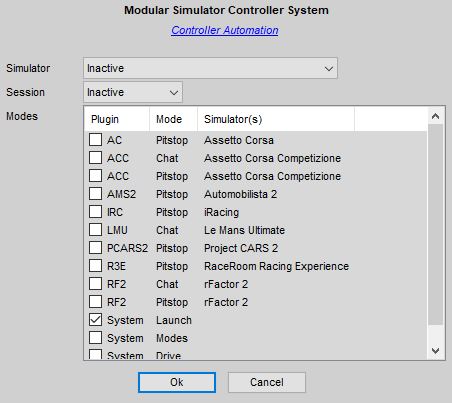 Modular Simulator Controller System
Controller Automation
Simulator Inactive
Session Inactive
Modes
Plugin Mode Simulator(s)
AC Pitstop Assetto Corsa
ACC Chat Assetto Corsa Competizione
ACC Pitstop Assetto Corsa Competizione
AMS2 Pitstop Automobilista 2
IRC Pitstop iRacing
LMU Chat Le Mans Ultimate
PCARS2 Pitstop Project CARS 2
R3E Pitstop RaceRoom Racing Experience
RF2 Chat rFactor 2
RF2 Pitstop rFactor 2
System Launch
System Modes
System Drive
Ok Cancel